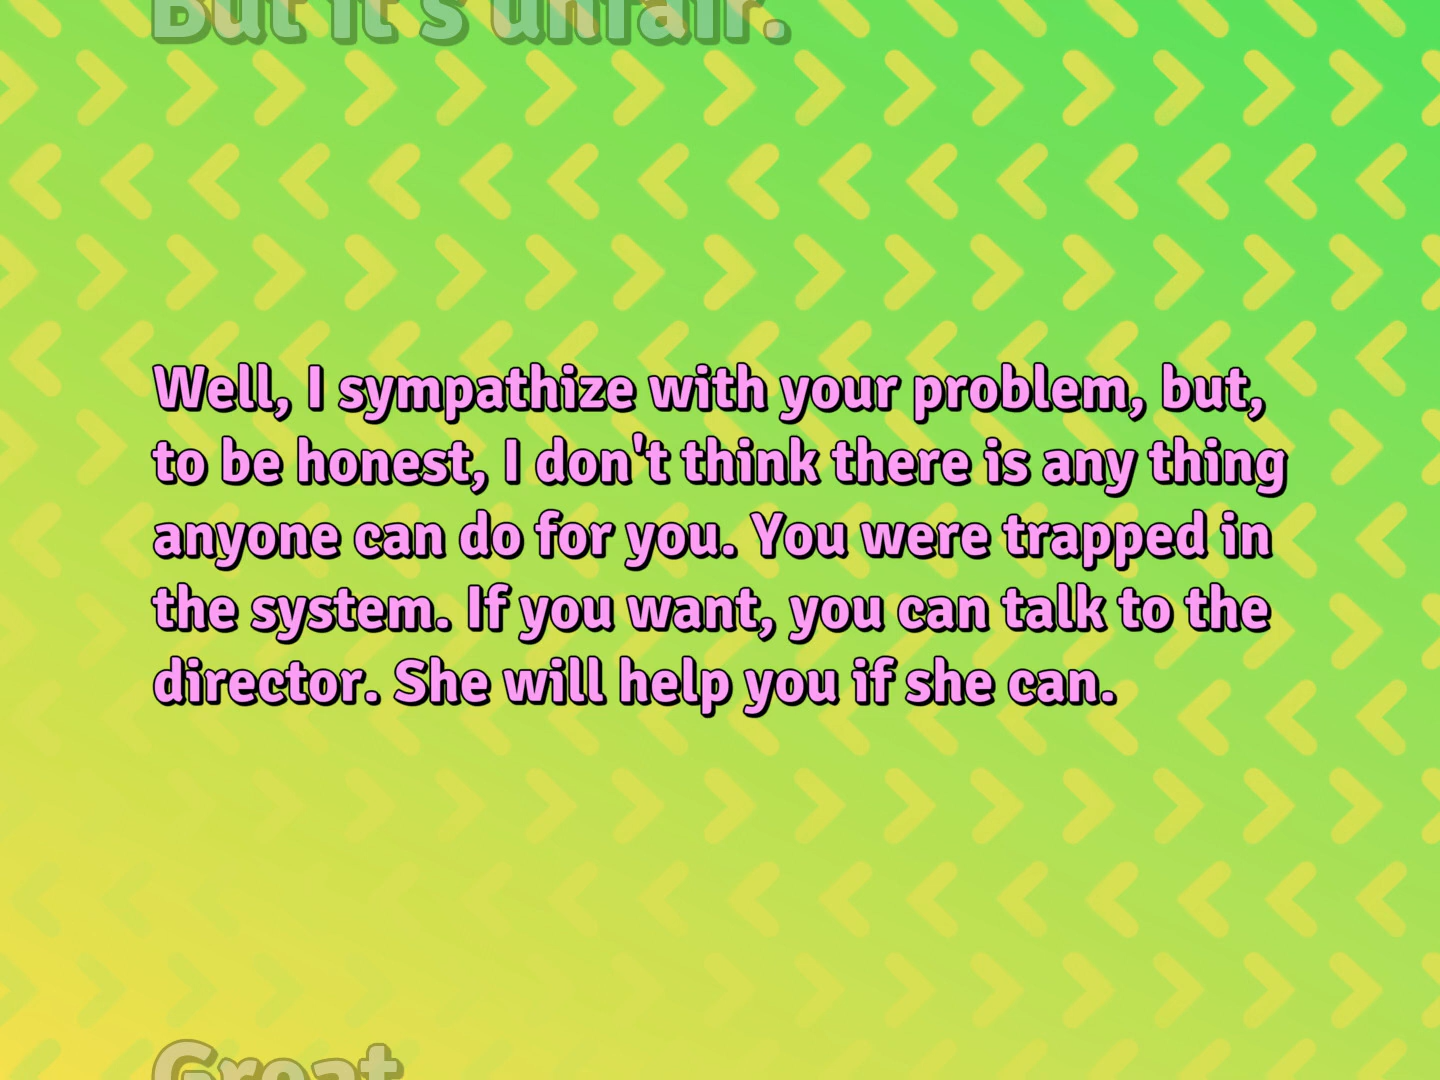 But it's unfair.
Well, I sympathize with your problem, but,
to be honest, I don't think there is any thing
anyone can do for you. You were trapped in
the system. If you want, you can talk to the
director. She will help you if she can.
Great